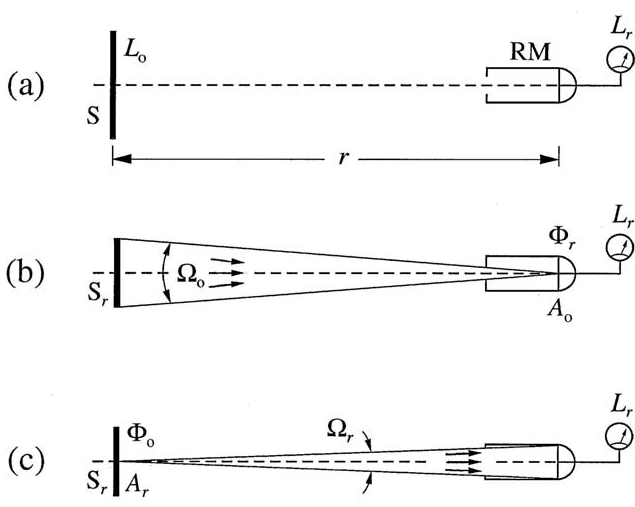 L_r
L_o
RM
(a)
S
r
L_r
Φ_r
(b)
Ω_o
S_r
A_o
L_r
Φ_o
Ω_r
(c)
S_r A_r